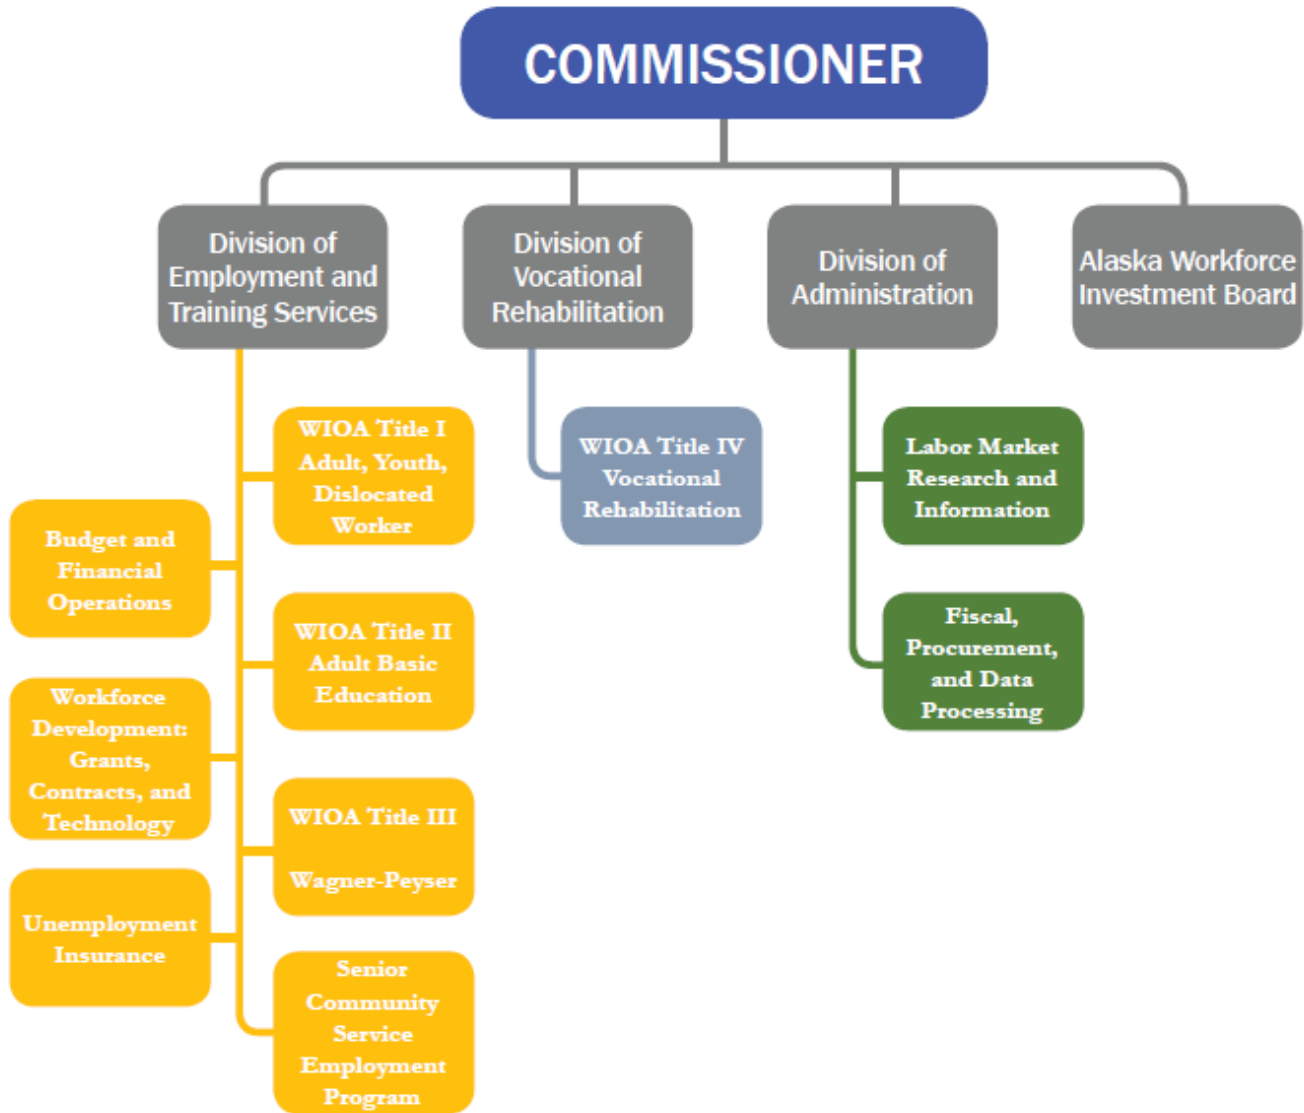 COMMISSIONER
Division of
Employment and
Training Services
Division of
Vocational
Rehabilitation
Division of
Administration
Alaska Workforce
Investment Board
WIOA Title I
Adult, Youth,
Dislocated
Worker
WIOA Title IV
Vocational
Rehabilitation
Labor Market
Research and
Information
Budget and
Financial
Operations
WIOA Title II
Adult Basic
Education
Fiscal,
Procurement,
and Data
Processing
Workforce
Development:
Grants,
Contracts, and
Technology
WIOA Title III
Wagner-Peyser
Unemployment
Insurance
Senior
Community
Service
Employment
Program